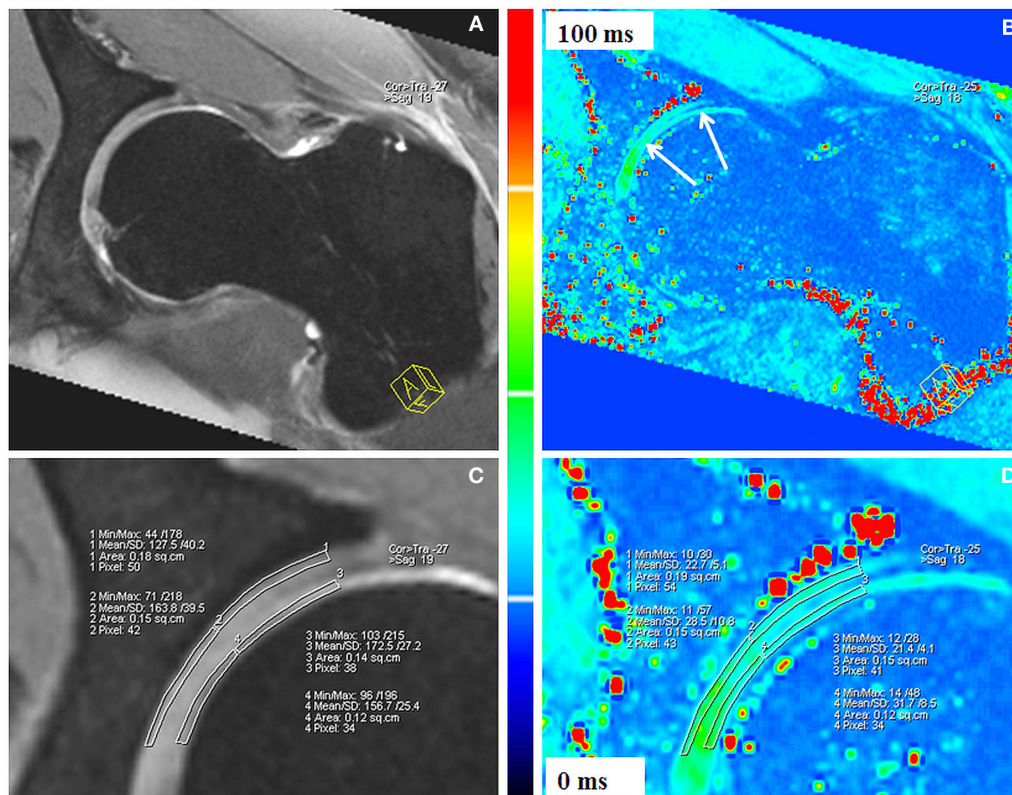 A
Cor>Tra -27
>Sag 19
100 ms
B
Cor>Tra -25
>Sag 18
C
1 Min/Max: 44 /178
1 Mean/SD: 127.5 /40.2
1 Area: 0.18 sq.cm
1 Pixel: 50
2 Min/Max: 71 /218
2 Mean/SD: 163.8 /39.5
2 Area: 0.15 sq.cm
2 Pixel: 42
1
Cor>Tra -27
>Sag 19
3
2
4
3 Min/Max: 103 /215
3 Mean/SD: 172.5 /27.2
3 Area: 0.14 sq.cm
3 Pixel: 38
4 Min/Max: 96 /196
4 Mean/SD: 156.7 /25.4
4 Area: 0.12 sq.cm
4 Pixel: 34
D
1 Min/Max: 10 /30
1 Mean/SD: 22.7 /5.1
1 Area: 0.19 sq.cm
1 Pixel: 54
2 Min/Max: 11 /57
2 Mean/SD: 28.5 /10.8
2 Area: 0.15 sq.cm
2 Pixel: 43
Cor>Tra -25
>Sag 18
1
3
2
4
3 Min/Max: 12 /28
3 Mean/SD: 21.4 /4.1
3 Area: 0.15 sq.cm
3 Pixel: 41
4 Min/Max: 14 /48
4 Mean/SD: 31.7 /8.5
4 Area: 0.12 sq.cm
4 Pixel: 34
0 ms